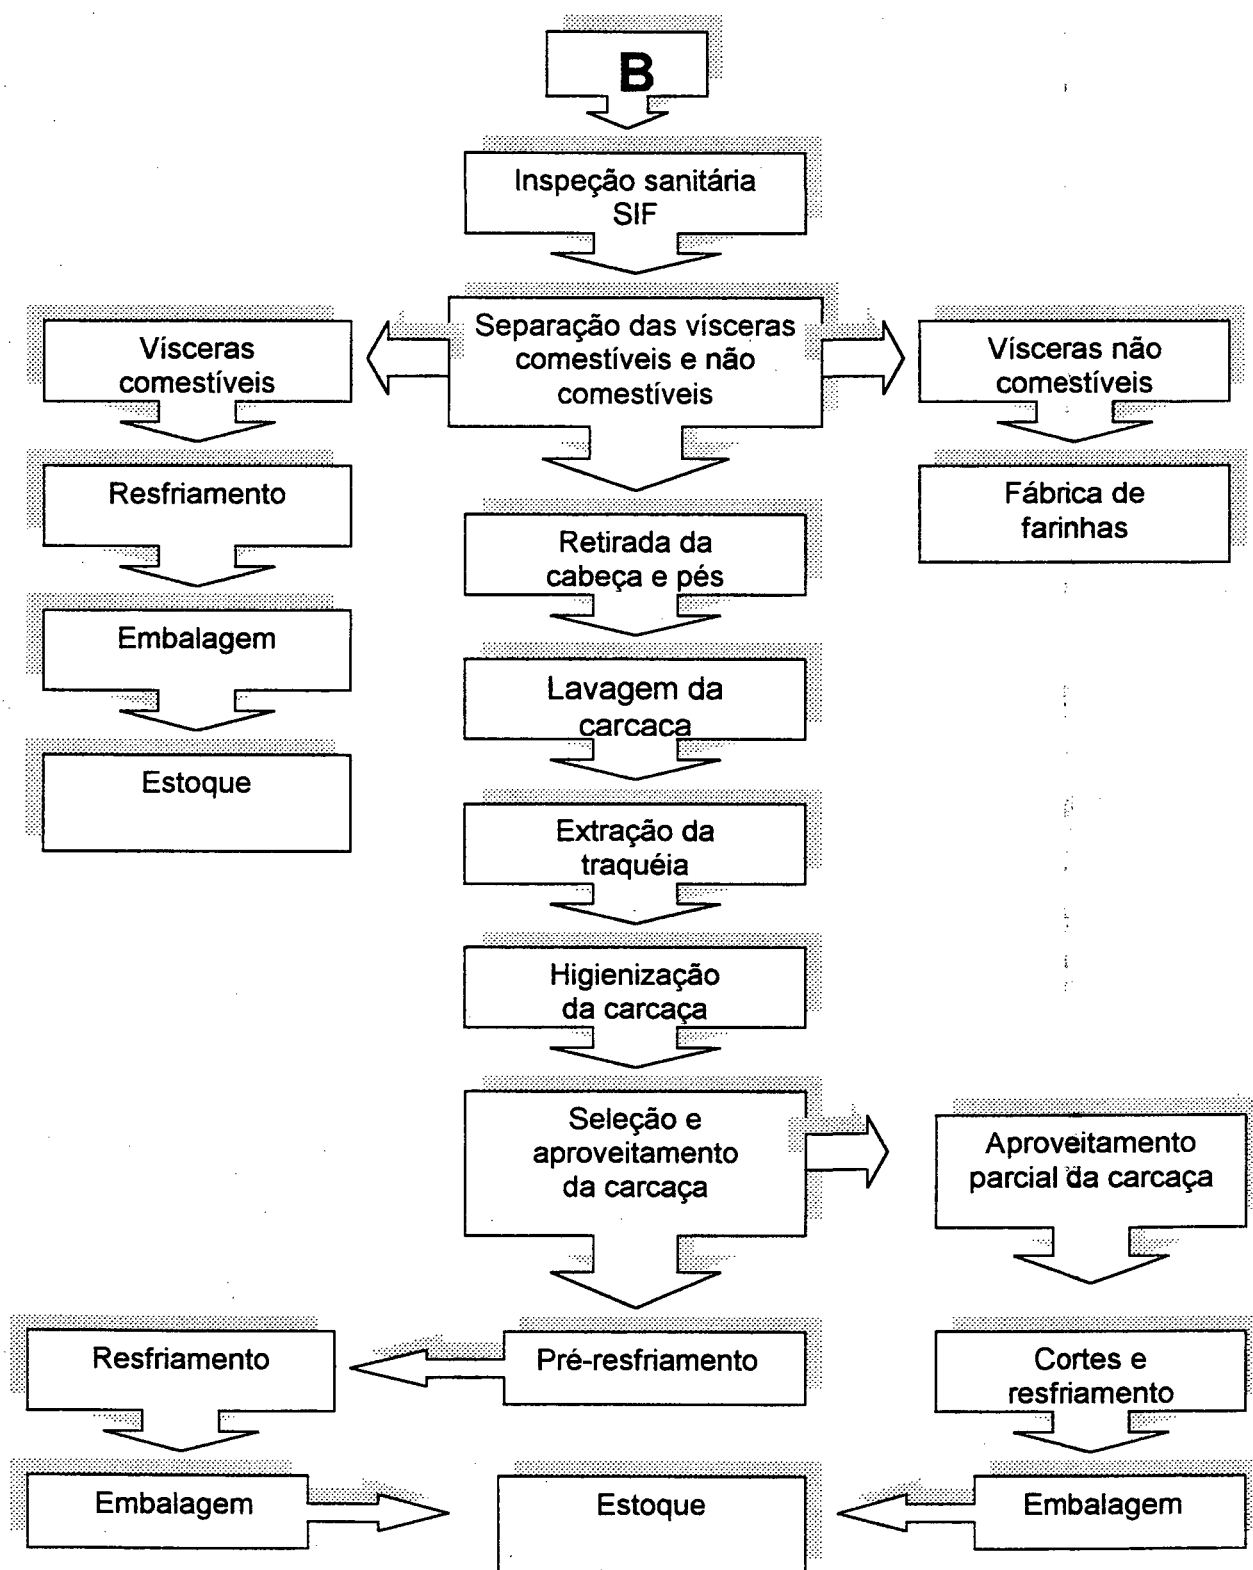 B
Inspeção sanitária
SIF
Separação das vísceras
comestíveis e não
comestíveis
Vísceras
comestíveis
Vísceras não
comestíveis
Resfriamento
Fábrica de
farinhas
Retirada da
cabeça e pés
Embalagem
Lavagem da
carcaca
Estoque
Extração da
traquéia
Higienização
da carcaça
Seleção e
aproveitamento
da carcaça
Aproveitamento
parcial da carcaça
Resfriamento
Pré-resfriamento
Cortes e
resfriamento
Embalagem
Estoque
Embalagem